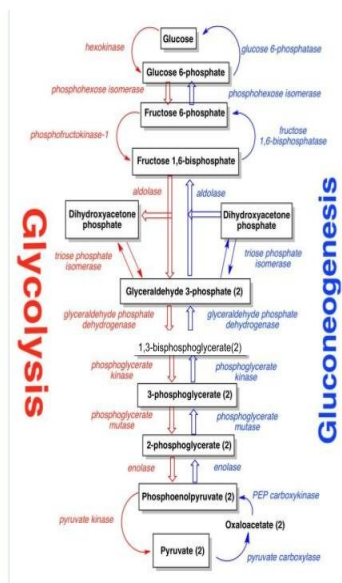 Glucose
hexokinase
glucose 6-phosphatase
Glucose 6-phosphate
phosphohexose isomerase
phosphohexose isomerase
Fructose 6-phosphate
phosphofructokinase-1
fructose
1,6-bisphosphatase
Fructose 1,6-bisphosphate
aldolase
aldolase
Dihydroxyacetone
phosphate
Dihydroxyacetone
phosphate
triose phosphate
isomerase
triose phosphate
isomerase
Glyceraldehyde 3-phosphate (2)
glyceraldehyde phosphate
dehydrogenase
glyceraldehyde phosphate
dehydrogenase
1,3-bisphosphoglycerate(2)
phosphoglycerate
kinase
phosphoglycerate
kinase
3-phosphoglycerate (2)
phosphoglycerate
mutase
phosphoglycerate
mutase
2-phosphoglycerate (2)
enolase
enolase
Phosphoenolpyruvate (2)
PEP carboxykinase
pyruvate kinase
Oxaloacetate (2)
Pyruvate (2)
pyruvate carboxylase
Glycolysis
Gluconeogenesis